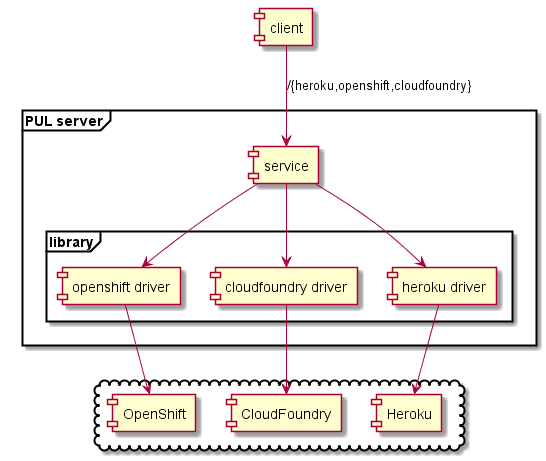 client
/{heroku,openshift,cloudfoundry}
PUL server
service
library
openshift driver
cloudfoundry driver
heroku driver
OpenShift
CloudFoundry
Heroku